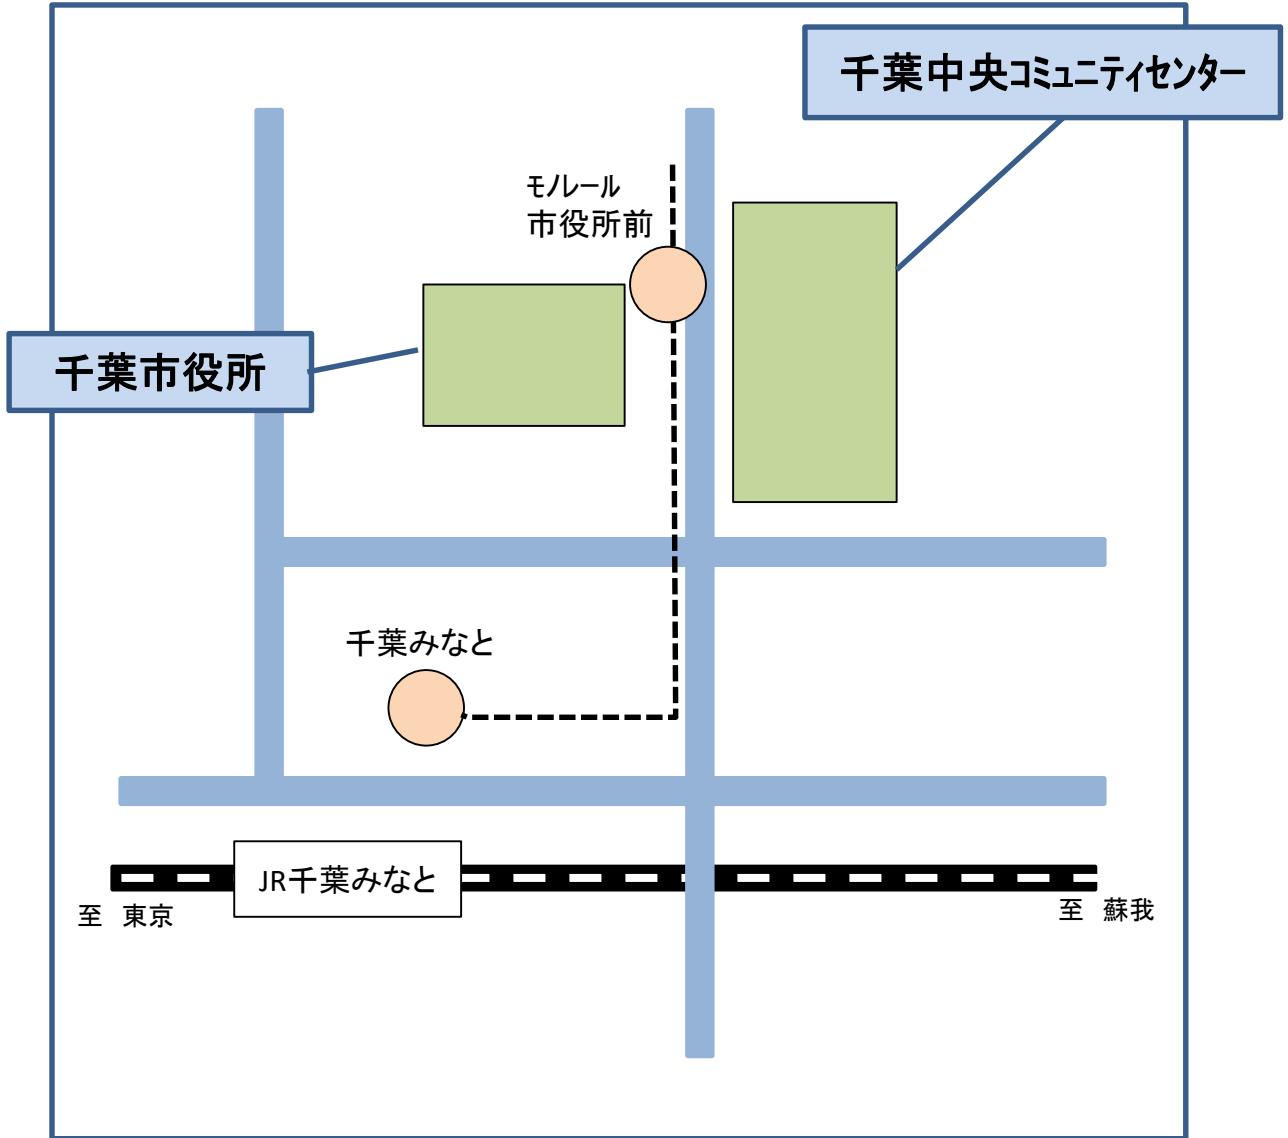 千葉中央コミュニティセンター
モノレール
市役所前
千葉市役所
千葉みなと
JR千葉みなと
至　東京
至　蘇我